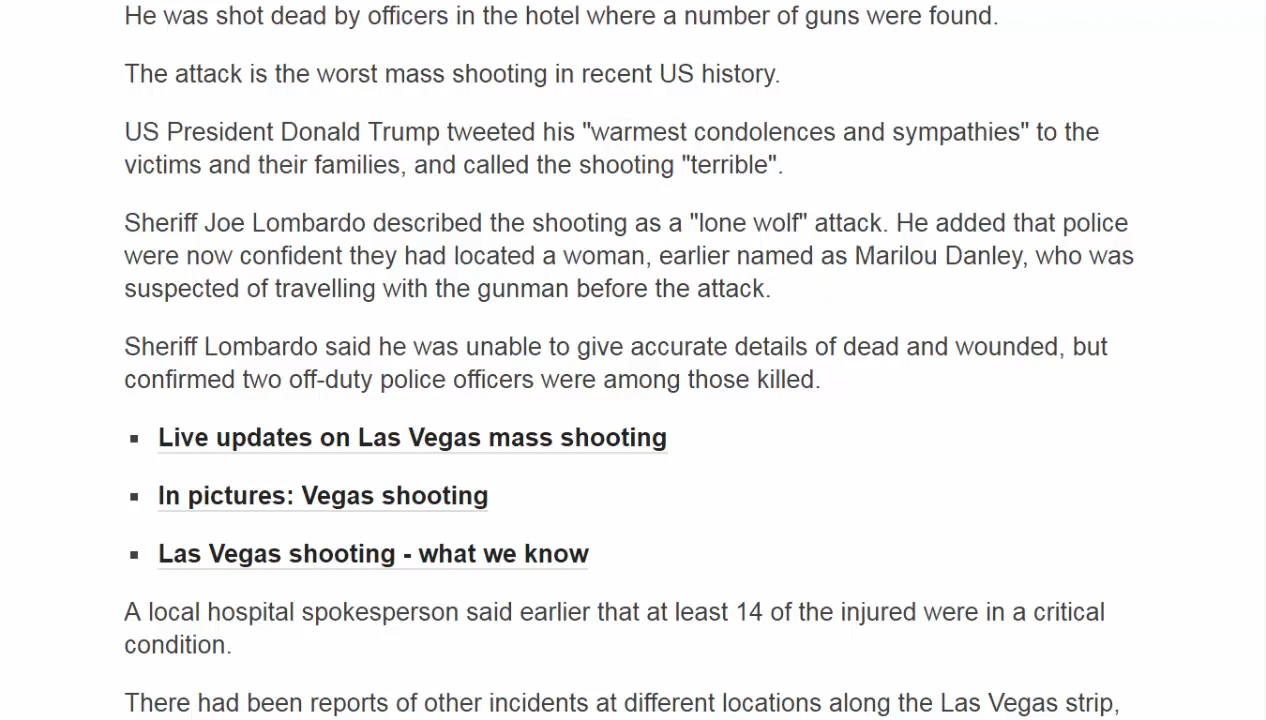 He was shot dead by officers in the hotel where a number of guns were found.
The attack is the worst mass shooting in recent US history.
US President Donald Trump tweeted his "warmest condolences and sympathies" to the
victims and their families, and called the shooting "terrible".
Sheriff Joe Lombardo described the shooting as a "lone wolf" attack. He added that police
were now confident they had located a woman, earlier named as Marilou Danley, who was
suspected of travelling with the gunman before the attack.
Sheriff Lombardo said he was unable to give accurate details of dead and wounded, but
confirmed two off-duty police officers were among those killed.
▪ Live updates on Las Vegas mass shooting
▪ In pictures: Vegas shooting
▪ Las Vegas shooting - what we know
A local hospital spokesperson said earlier that at least 14 of the injured were in a critical
condition.
There had been reports of other incidents at different locations along the Las Vegas strip,